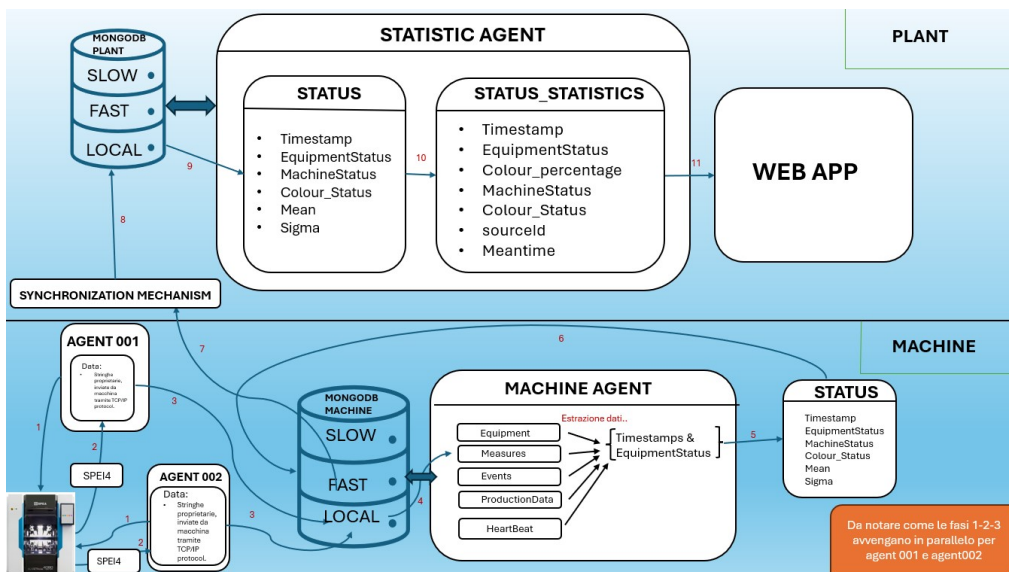 MONGODB
PLANT
SLOW
FAST
LOCAL
STATISTIC AGENT
STATUS
• Timestamp
• EquipmentStatus
• MachineStatus
• Colour_Status
• Mean
• Sigma
STATUS_STATISTICS
• Timestamp
• EquipmentStatus
• Colour_percentage
• MachineStatus
• Colour_Status
• sourceId
• Meantime
PLANT
WEB APP
9
10
11
8
SYNCHRONIZATION MECHANISM
MACHINE
7
6
AGENT 001
Data:
• Stringhe
proprietarie,
inviate da
macchina
tramite TCP/IP
protocol.
1
2
3
SPEI4
AGENT 002
Data:
• Stringhe
proprietarie,
inviate da
macchina
tramite
TCP/IP
protocol.
1
2
3
SPEI4
MONGODB
MACHINE
SLOW
FAST
LOCAL
4
MACHINE AGENT
Estrazione dati..
Equipment
Measures
Events
ProductionData
HeartBeat
Timestamps &
EquipmentStatus
5
STATUS
Timestamp
EquipmentStatus
MachineStatus
Colour_Status
Mean
Sigma
Da notare come le fasi 1-2-3
avvengano in parallelo per
agent 001 e agent002